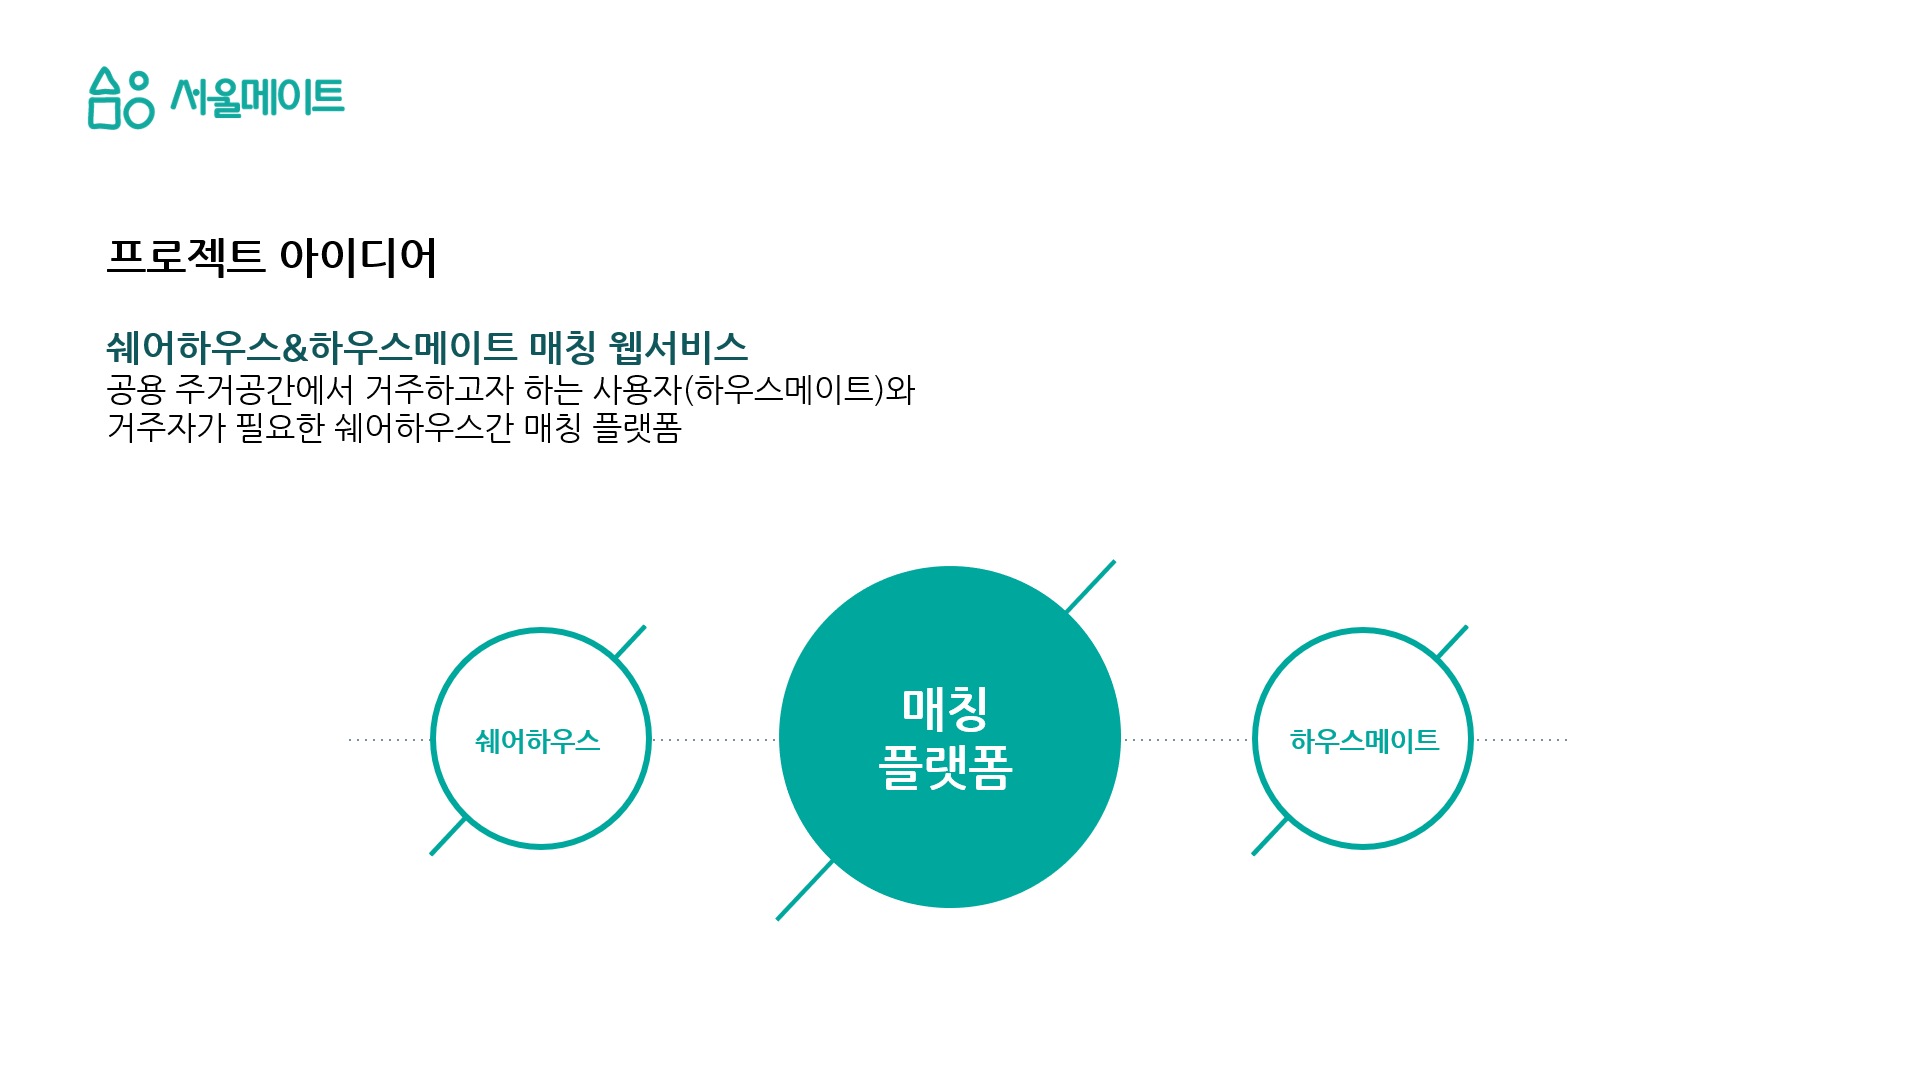 서울메이트
프로젝트 아이디어
쉐어하우스&하우스메이트 매칭 웹서비스
공용 주거공간에서 거주하고자 하는 사용자(하우스메이트)와
거주자가 필요한 쉐어하우스간 매칭 플랫폼
쉐어하우스
매칭
플랫폼
하우스메이트